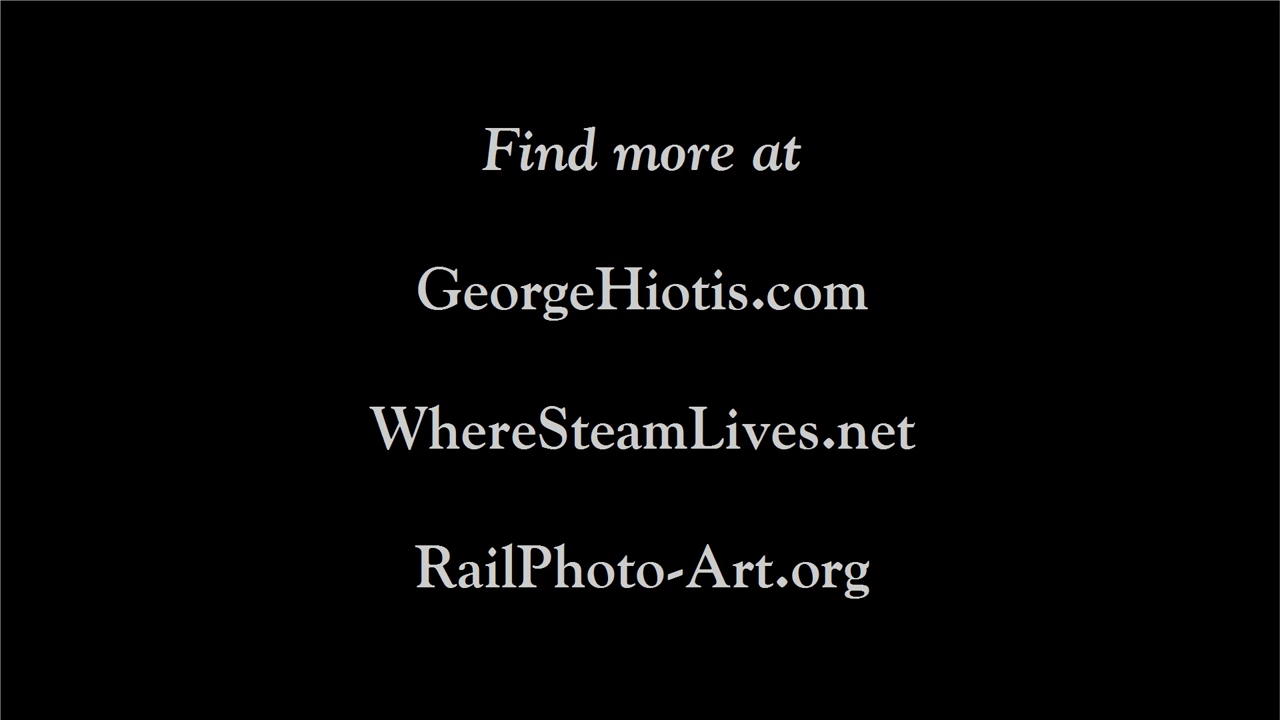 Find more at
GeorgeHiotis.com
WhereSteamLives.net
RailPhoto-Art.org